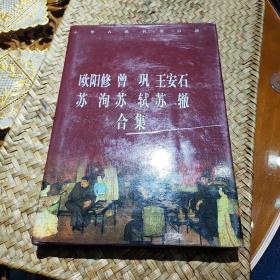 欧阳修 曾 巩 王安石
苏 洵 苏 轼 苏 辙
合集